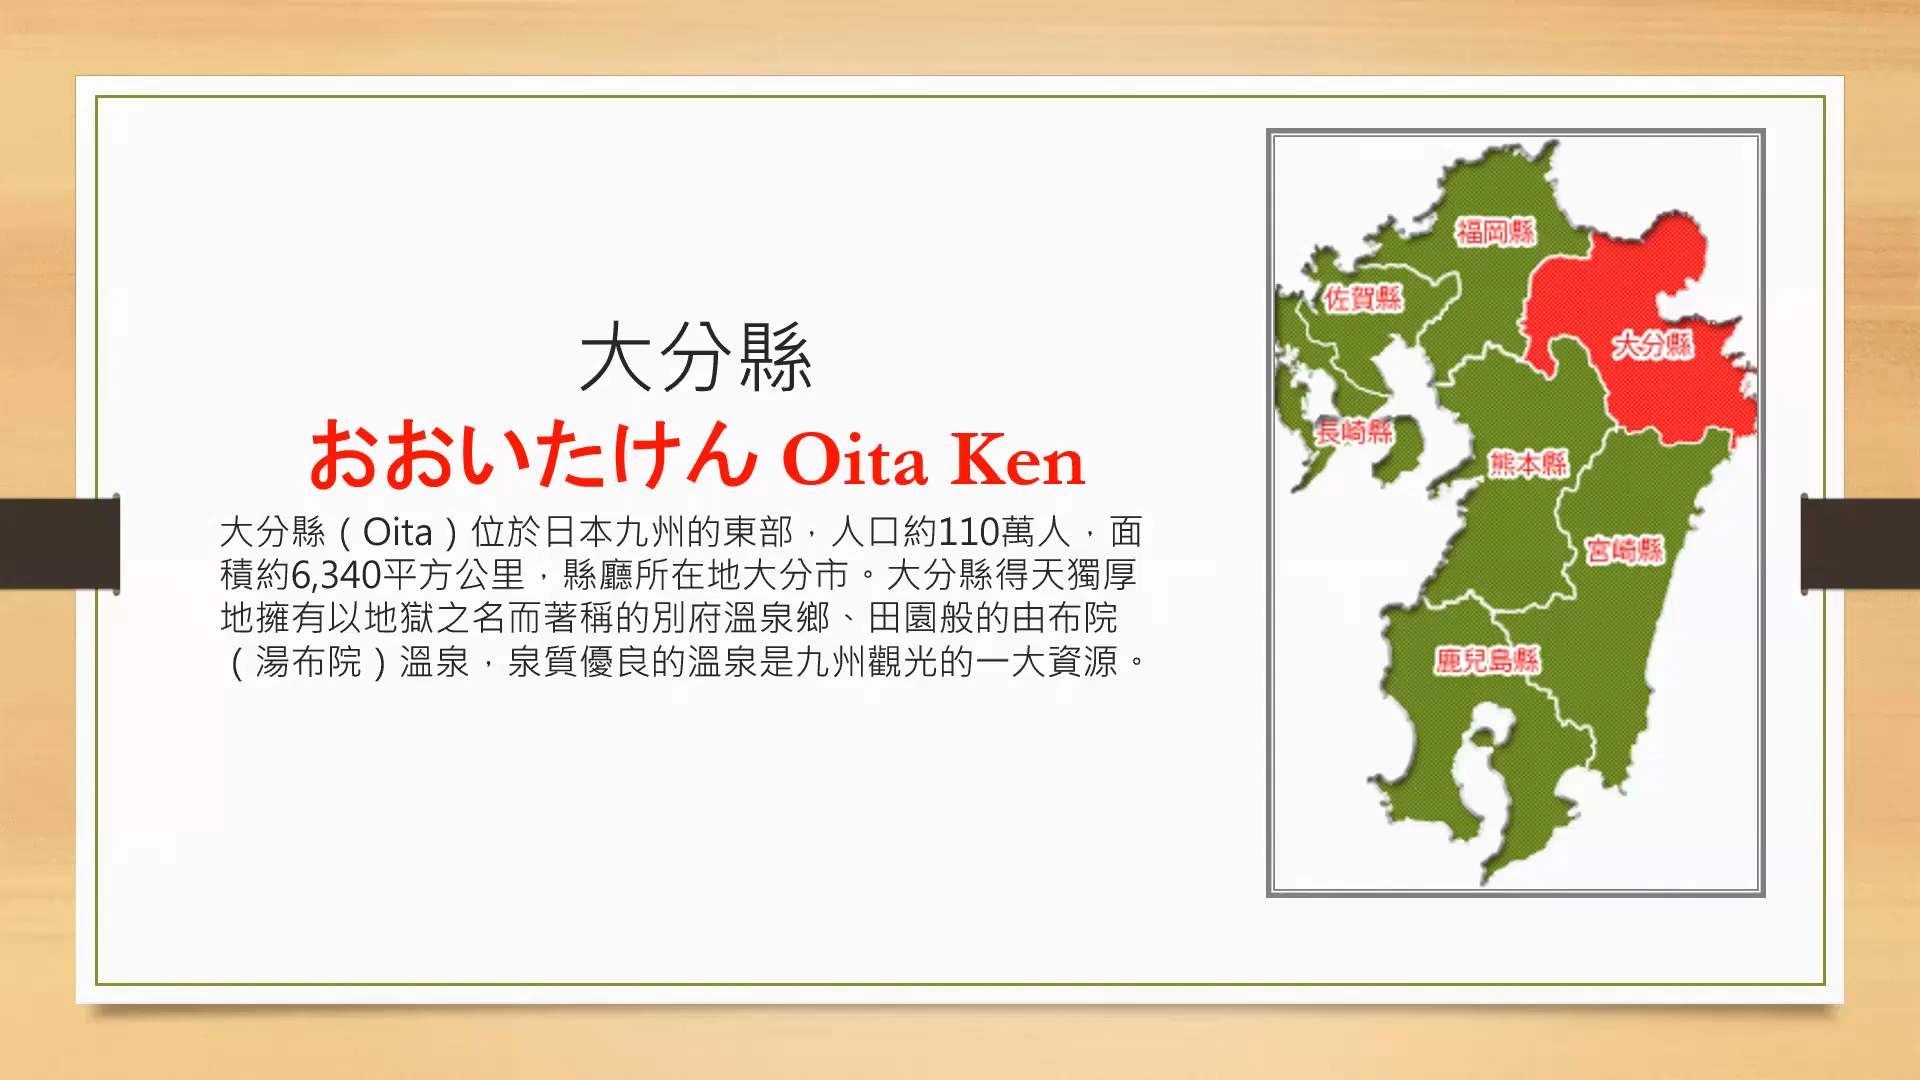 大分縣
おおいたけん Oita Ken
大分縣（Oita）位於日本九州的東部，人口約110萬人，面
積約6,340平方公里，縣廳所在地大分市。大分縣得天獨厚
地擁有以地獄之名而著稱的別府溫泉鄉、田園般的由布院
（湯布院）溫泉，泉質優良的溫泉是九州觀光的一大資源。
福岡縣
佐賀縣
大分縣
長崎縣
熊本縣
宮崎縣
鹿兒島縣